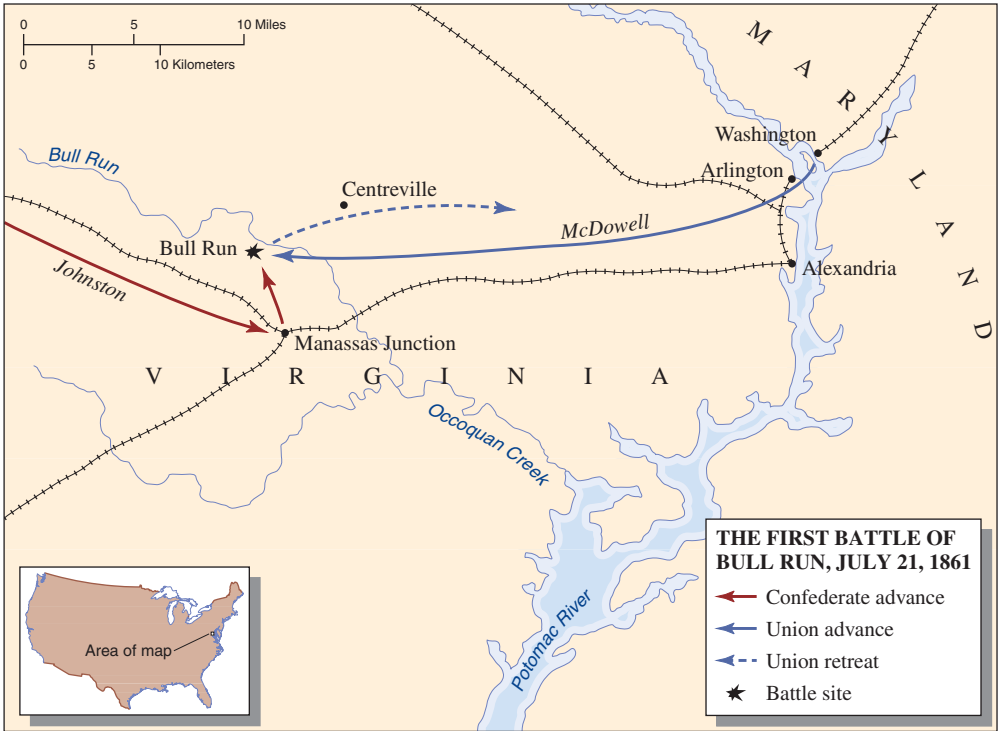 0 5 10 Miles
0 5 10 Kilometers
MARYLAND
Washington
Arlington
Bull Run
Centreville
McDowell
Bull Run
Alexandria
Johnston
Manassas Junction
VIRGINIA
Occoquan Creek
Potomac River
THE FIRST BATTLE OF
BULL RUN, JULY 21, 1861
Confederate advance
Union advance
Union retreat
Battle site
Area of map